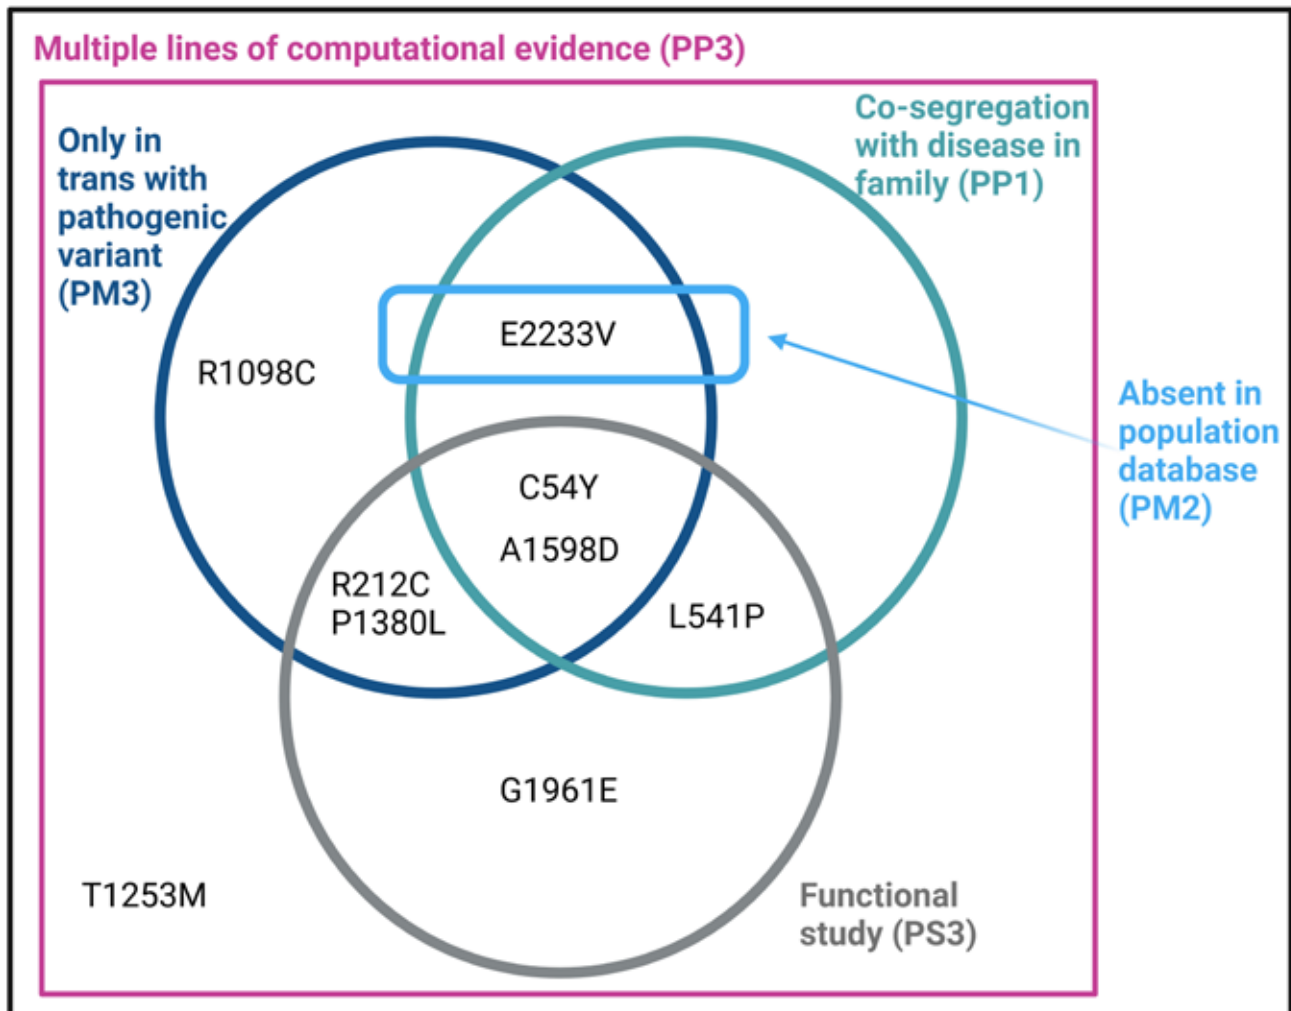 Multiple lines of computational evidence (PP3)
Only in
trans with
pathogenic
variant
(PM3)
Co-segregation
with disease in
family (PP1)
E2233V
R1098C
Absent in
population
database
(PM2)
C54Y
A1598D
R212C
P1380L
L541P
G1961E
T1253M
Functional
study (PS3)